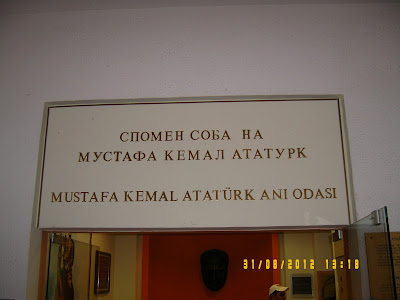 СПОМЕН СОБА НА
МУСТАФА КЕМАЛ АТАТУРК
MUSTAFA KEMAL ATATÜRK ANI ODASI
31/08/2012 13:18